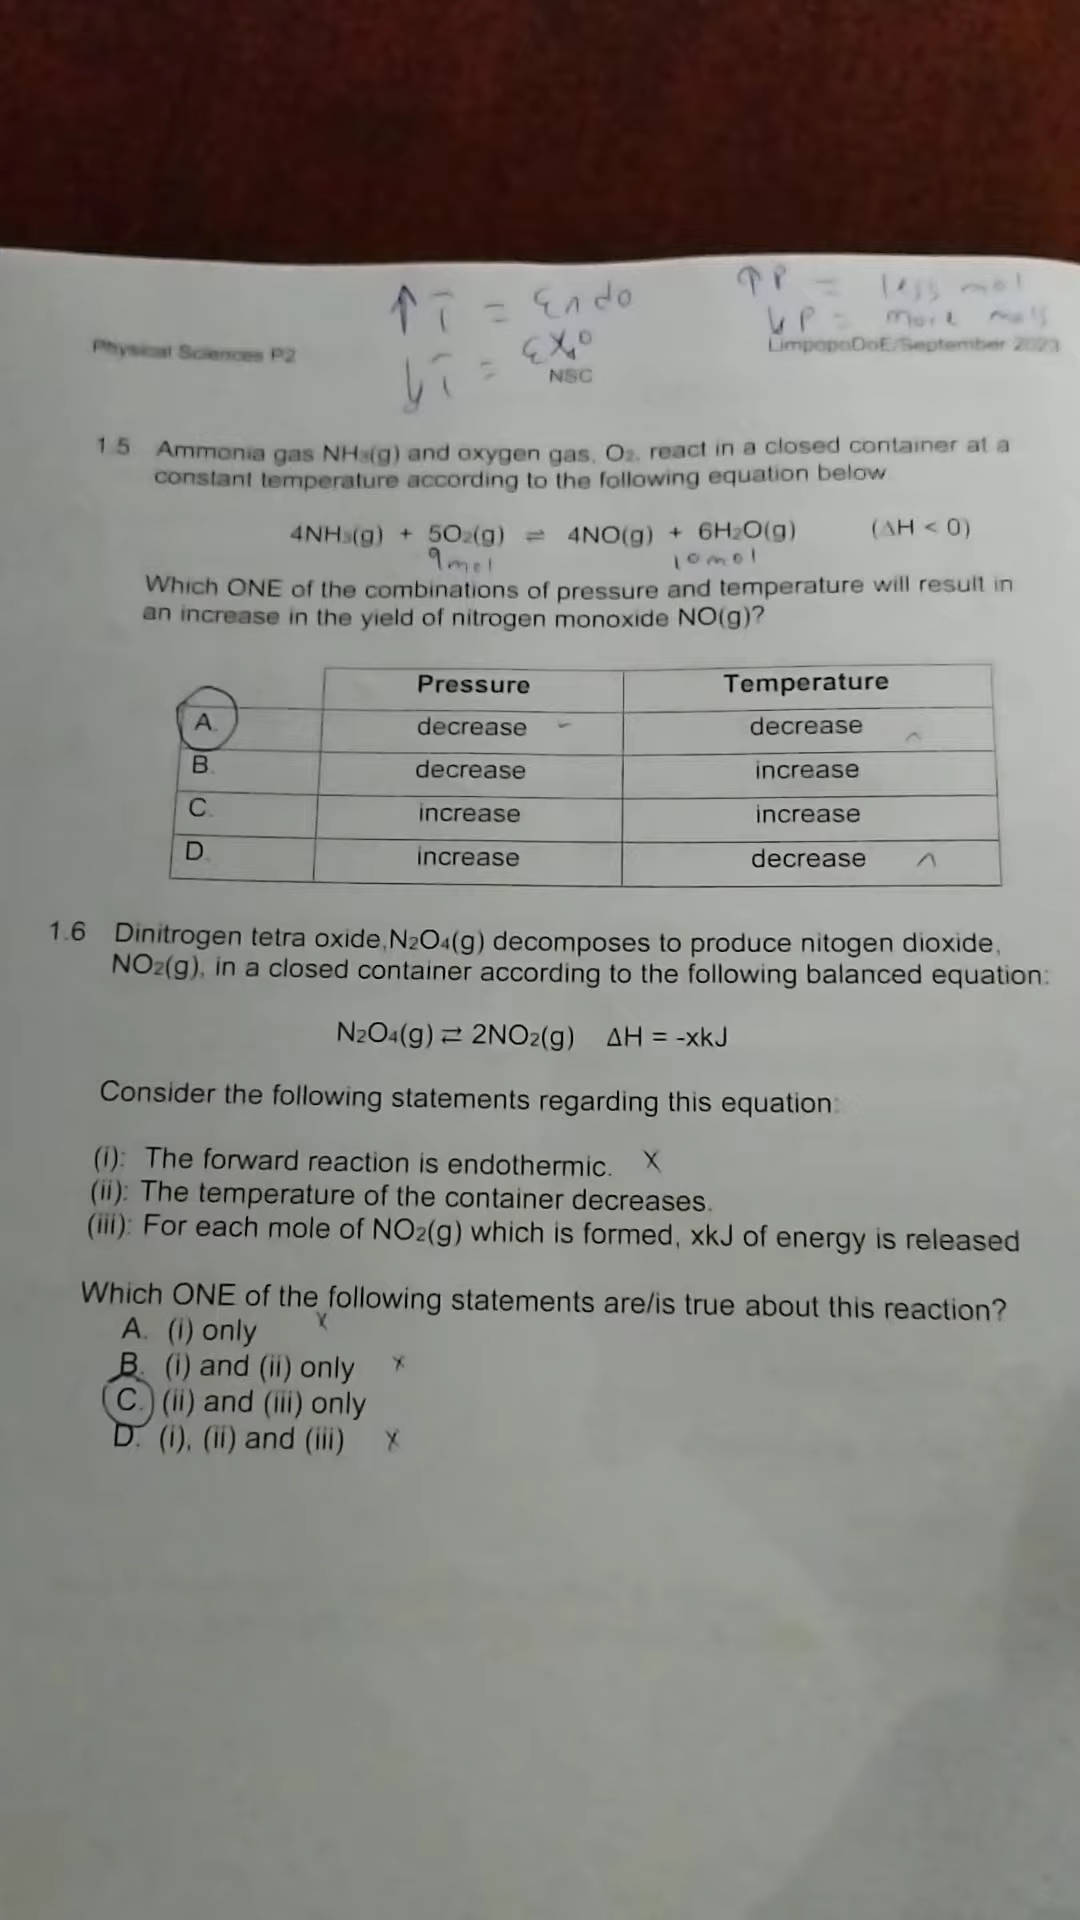 ↑T = Endo
↑P = less mol
↓P = more mols
Physical Sciences P2
↓T = Exo
NSC
LimpopoDoE/September 2023
1.5 Ammonia gas NH₃(g) and oxygen gas, O₂, react in a closed container at a
constant temperature according to the following equation below
4NH₃(g) + 5O₂(g) ⇌ 4NO(g) + 6H₂O(g) (ΔH < 0)
9mol 10mol
Which ONE of the combinations of pressure and temperature will result in
an increase in the yield of nitrogen monoxide NO(g)?
Pressure Temperature
A. decrease decrease
B. decrease increase
C. increase increase
D. increase decrease
1.6 Dinitrogen tetra oxide,N₂O₄(g) decomposes to produce nitogen dioxide,
NO₂(g), in a closed container according to the following balanced equation:
N₂O₄(g) ⇄ 2NO₂(g) ΔH = -xkJ
Consider the following statements regarding this equation:
(i): The forward reaction is endothermic. X
(ii): The temperature of the container decreases.
(iii): For each mole of NO₂(g) which is formed, xkJ of energy is released
Which ONE of the following statements are/is true about this reaction?
A. (i) only X
B. (i) and (ii) only X
C. (ii) and (iii) only
D. (i), (ii) and (iii) X